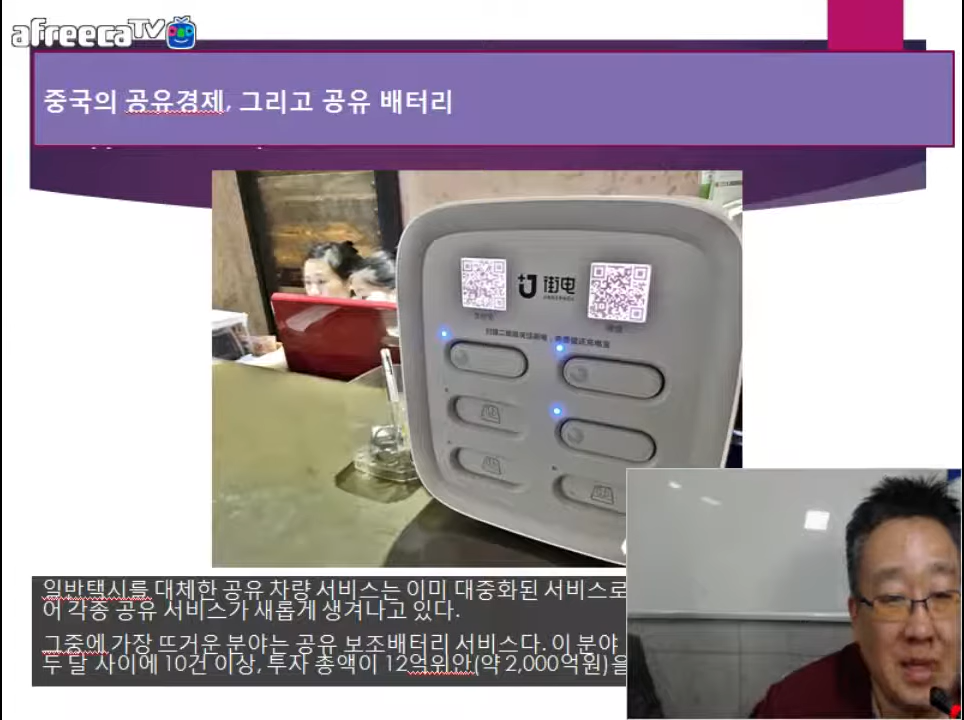 afreecaTV
중국의 공유경제, 그리고 공유 배터리
街电
일반택시를 대체한 공유 차량 서비스는 이미 대중화된 서비스로
어 각종 공유 서비스가 새롭게 생겨나고 있다.
그중에 가장 뜨거운 분야는 공유 보조배터리 서비스다. 이 분야
두 달 사이에 10건 이상, 투자 총액이 12억위안(약 2,000억원)을